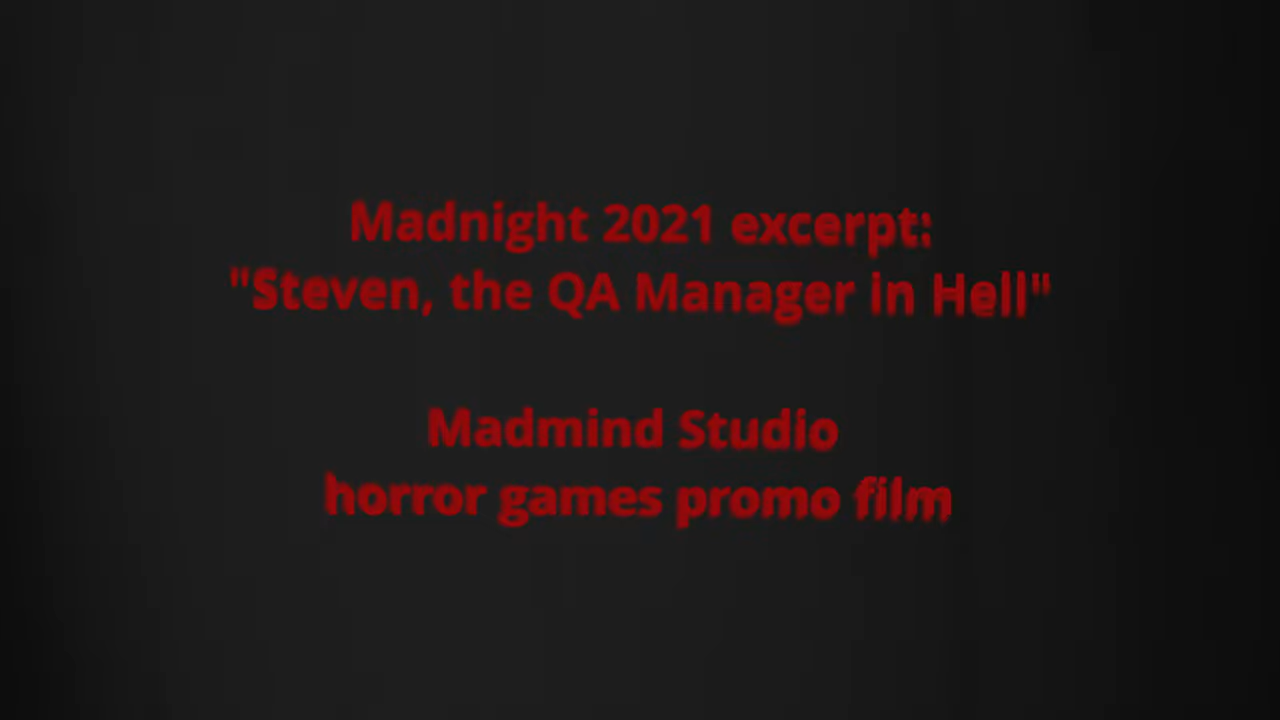 Madnight 2021 excerpt:
"Steven, the QA Manager in Hell"
Madmind Studio
horror games promo film